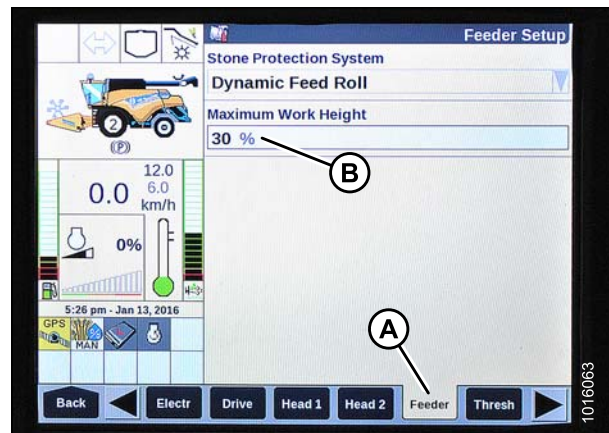 Feeder Setup
Stone Protection System
Dynamic Feed Roll
Maximum Work Height
30 %
B
2
(P)
12.0
0.0 6.0
km/h
0%
5:26 pm - Jan 13, 2016
GPS
MAN
A
Back Electr Drive Head 1 Head 2 Feeder Thresh
1016063